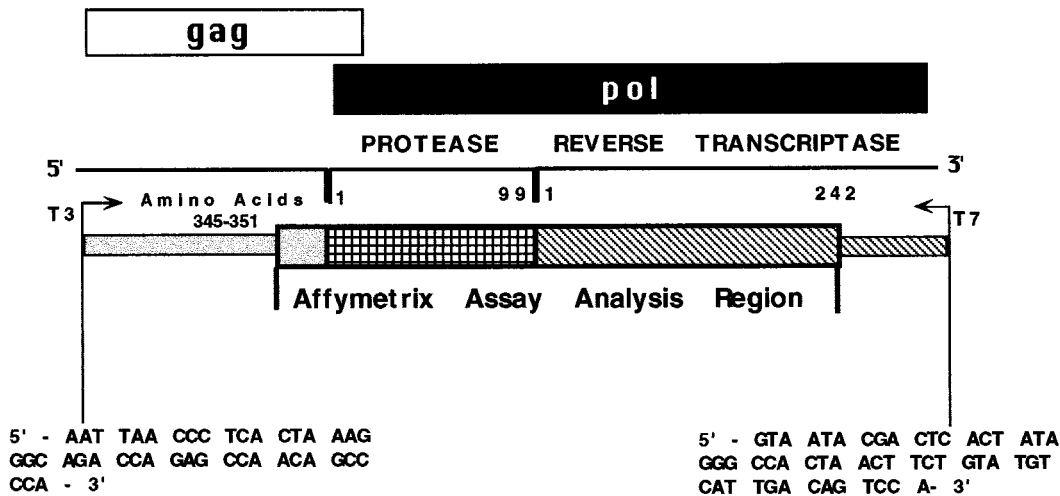 gag
pol
PROTEASE REVERSE TRANSCRIPTASE
5' 3'
Amino Acids 1 99 1 242
T3 345-351 T7
Affymetrix Assay Analysis Region
5' - AAT TAA CCC TCA CTA AAG
GGC AGA CCA GAG CCA ACA GCC
CCA - 3'
5' - GTA ATA CGA CTC ACT ATA
GGG CCA CTA ACT TCT GTA TGT
CAT TGA CAG TCC A- 3'